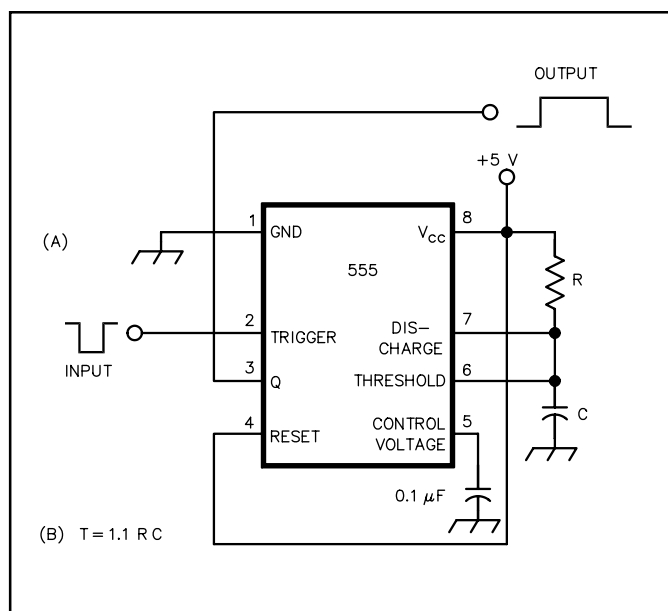 OUTPUT
+5 V
(A)
1
GND
8
VCC
555
R
INPUT
2
TRIGGER
7
DIS-
CHARGE
3
Q
6
THRESHOLD
C
4
RESET
5
CONTROL
VOLTAGE
0.1 µF
(B) T = 1.1 R C